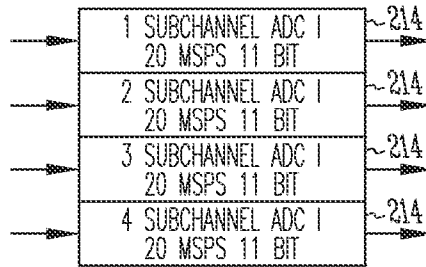 1 SUBCHANNEL ADC I 214
20 MSPS 11 BIT
2 SUBCHANNEL ADC I 214
20 MSPS 11 BIT
3 SUBCHANNEL ADC I 214
20 MSPS 11 BIT
4 SUBCHANNEL ADC I 214
20 MSPS 11 BIT